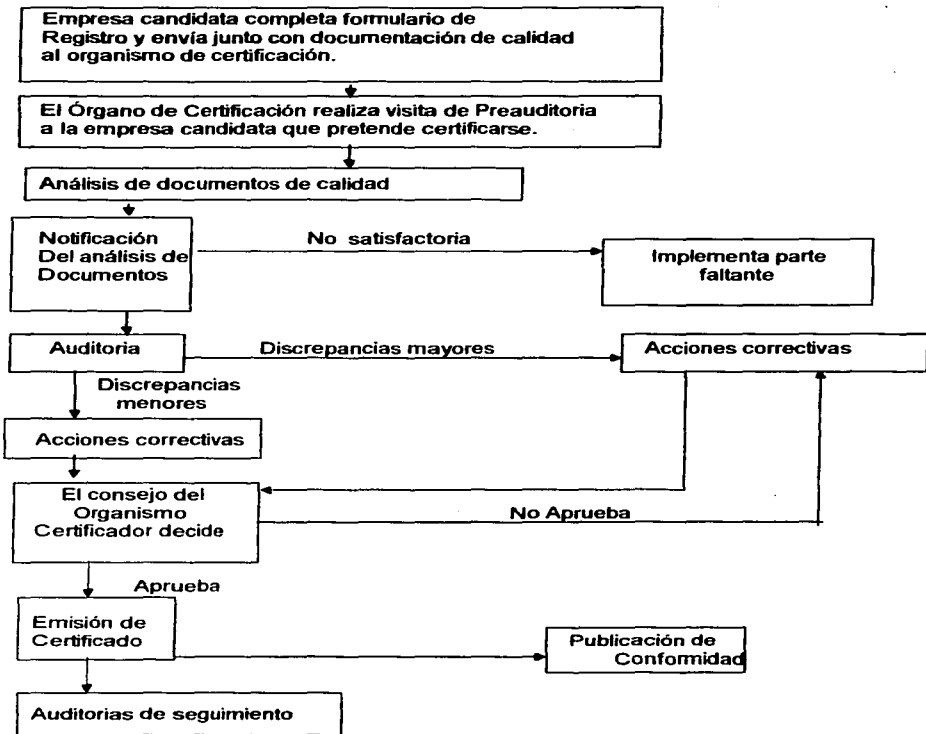 Empresa candidata completa formulario de
Registro y envía junto con documentación de calidad
al organismo de certificación.
El Órgano de Certificación realiza visita de Preauditoria
a la empresa candidata que pretende certificarse.
Análisis de documentos de calidad
Notificación
Del análisis de
Documentos
No satisfactoria
Implementa parte
faltante
Auditoria
Discrepancias mayores
Acciones correctivas
Discrepancias
menores
Acciones correctivas
El consejo del
Organismo
Certificador decide
No Aprueba
Aprueba
Emisión de
Certificado
Publicación de
Conformidad
Auditorias de seguimiento